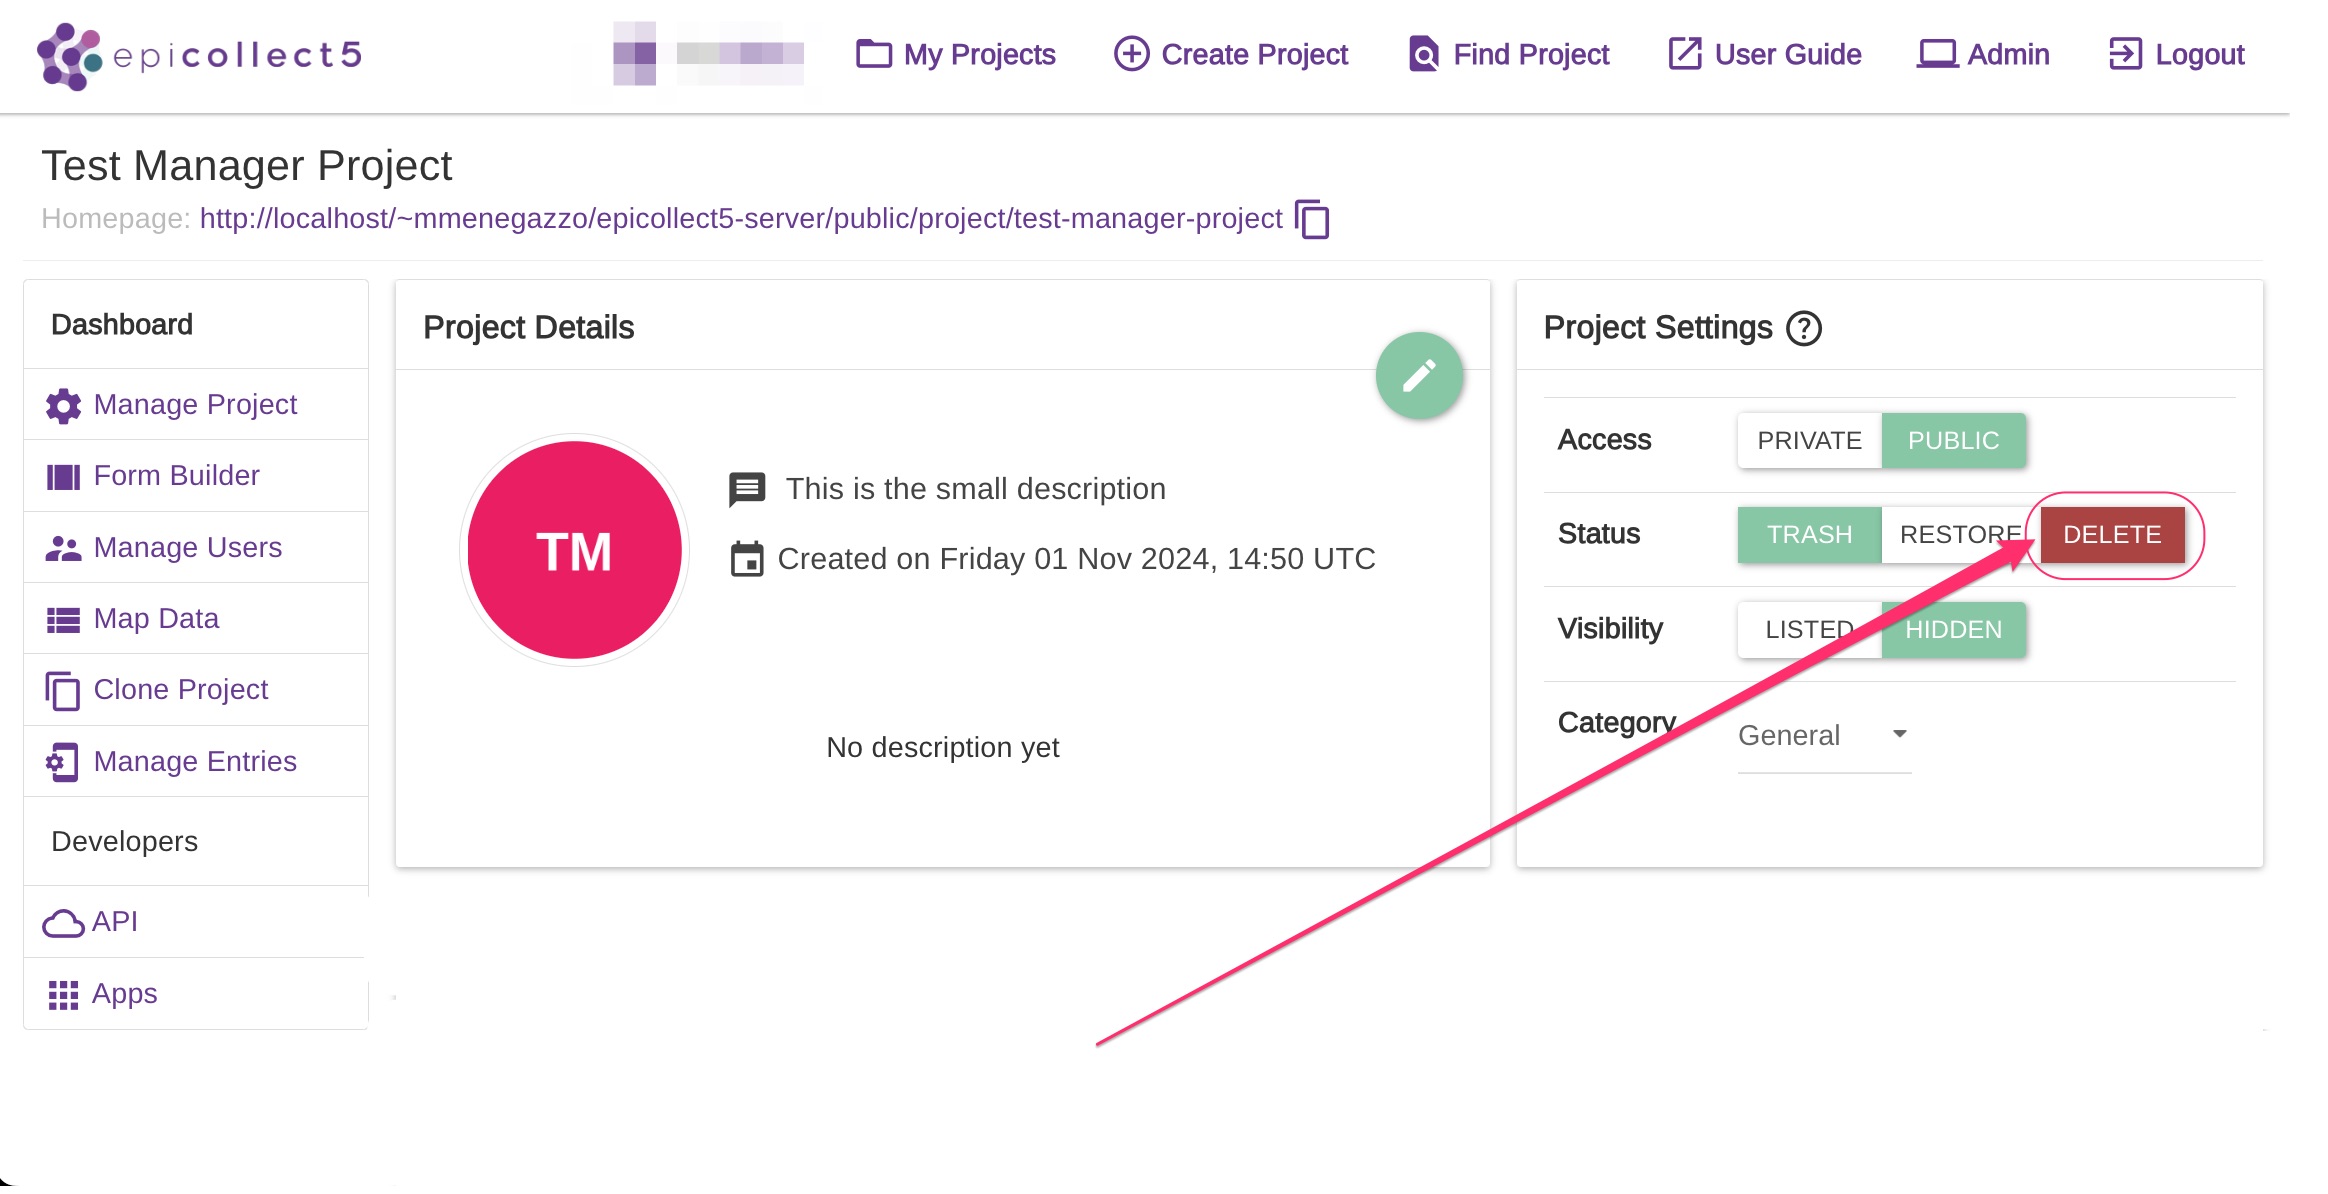 epicollect5
My Projects
Create Project
Find Project
User Guide
Admin
Logout
Test Manager Project
Homepage: http://localhost/~mmenegazzo/epicollect5-server/public/project/test-manager-project
Dashboard
Manage Project
Form Builder
Manage Users
Map Data
Clone Project
Manage Entries
Developers
API
Apps
Project Details
TM
This is the small description
Created on Friday 01 Nov 2024, 14:50 UTC
No description yet
Project Settings ?
Access PRIVATE PUBLIC
Status TRASH RESTORE DELETE
Visibility LISTED HIDDEN
Category General